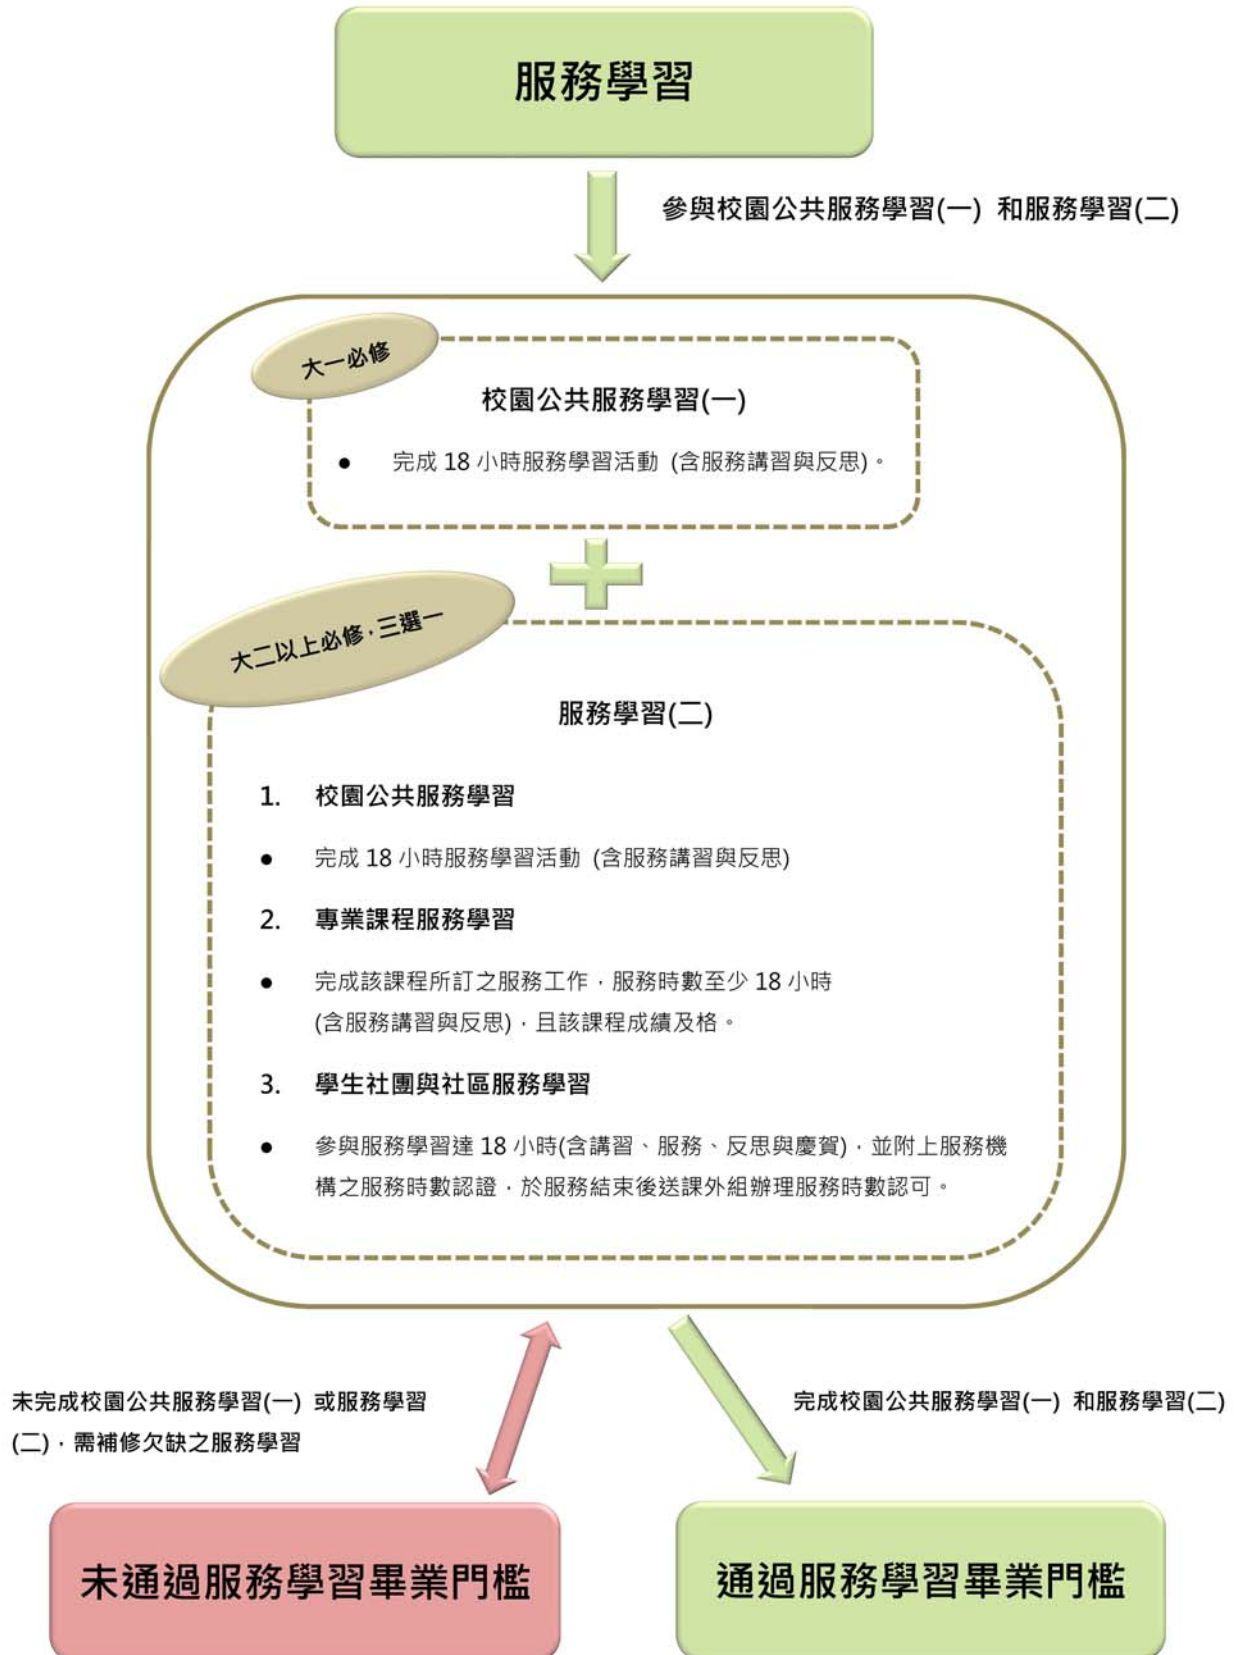 服務學習
參與校園公共服務學習(一) 和服務學習(二)
大一必修
校園公共服務學習(一)
● 完成 18 小時服務學習活動 (含服務講習與反思)。
大二以上必修，三選一
服務學習(二)
1. 校園公共服務學習
● 完成 18 小時服務學習活動 (含服務講習與反思)
2. 專業課程服務學習
● 完成該課程所訂之服務工作，服務時數至少 18 小時
(含服務講習與反思)，且該課程成績及格。
3. 學生社團與社區服務學習
● 參與服務學習達 18 小時(含講習、服務、反思與慶賀)，並附上服務機
構之服務時數認證，於服務結束後送課外組辦理服務時數認可。
未完成校園公共服務學習(一) 或服務學習
(二)，需補修欠缺之服務學習
完成校園公共服務學習(一) 和服務學習(二)
未通過服務學習畢業門檻
通過服務學習畢業門檻